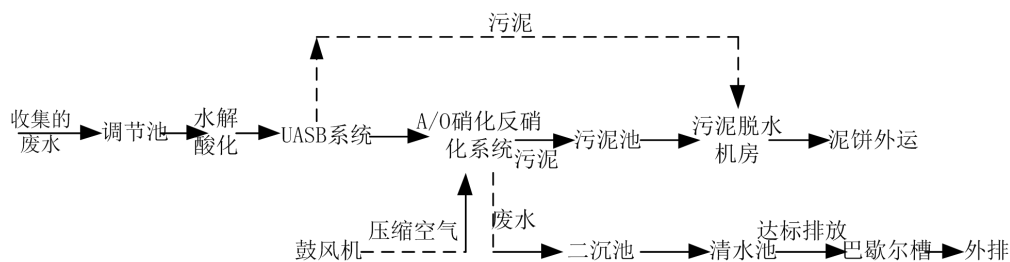 污泥
收集的
废水
调节池
水解
酸化
UASB系统
A/O硝化反硝
化系统
污泥
污泥池
污泥脱水
机房
泥饼外运
鼓风机
压缩空气
废水
二沉池
清水池
达标排放
巴歇尔槽
外排